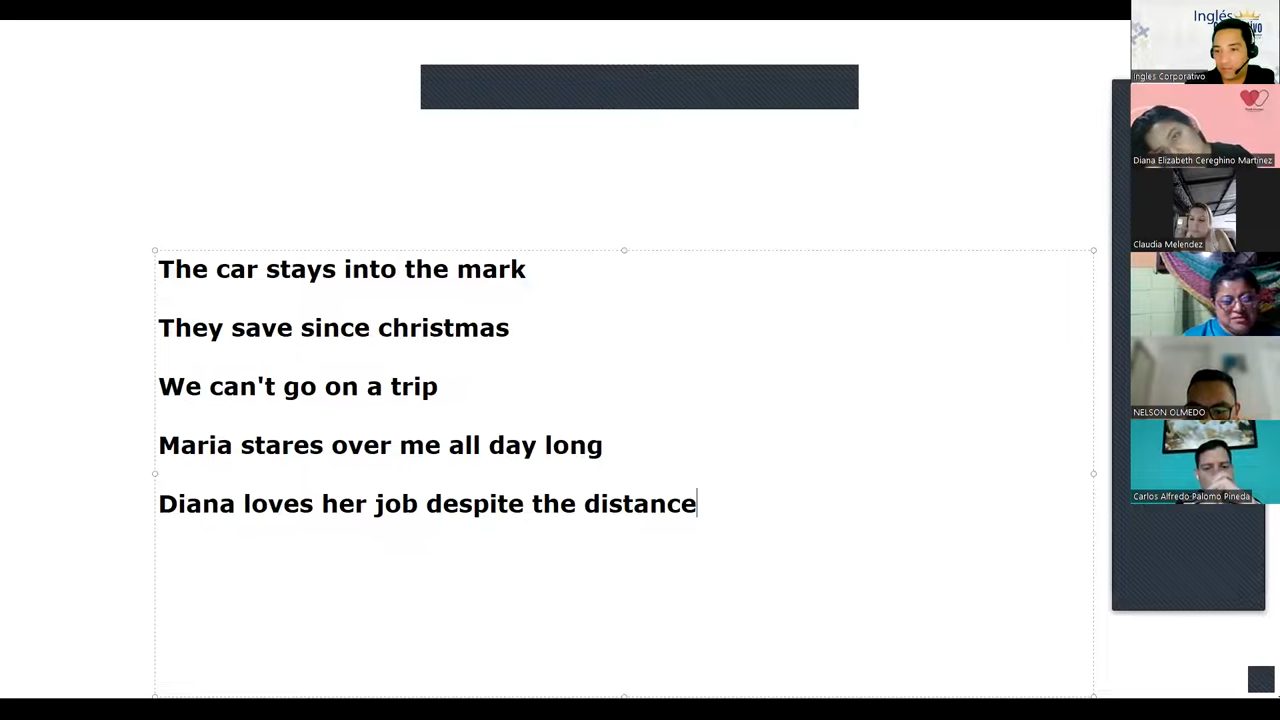 Inglés
Ingles Corporativo
Diana Elizabeth Cereghino Martínez
The car stays into the mark
They save since christmas
We can't go on a trip
Maria stares over me all day long
Diana loves her job despite the distance
Claudia Melendez
NELSON OLMEDO
Carlos Alfredo Palomo Pineda